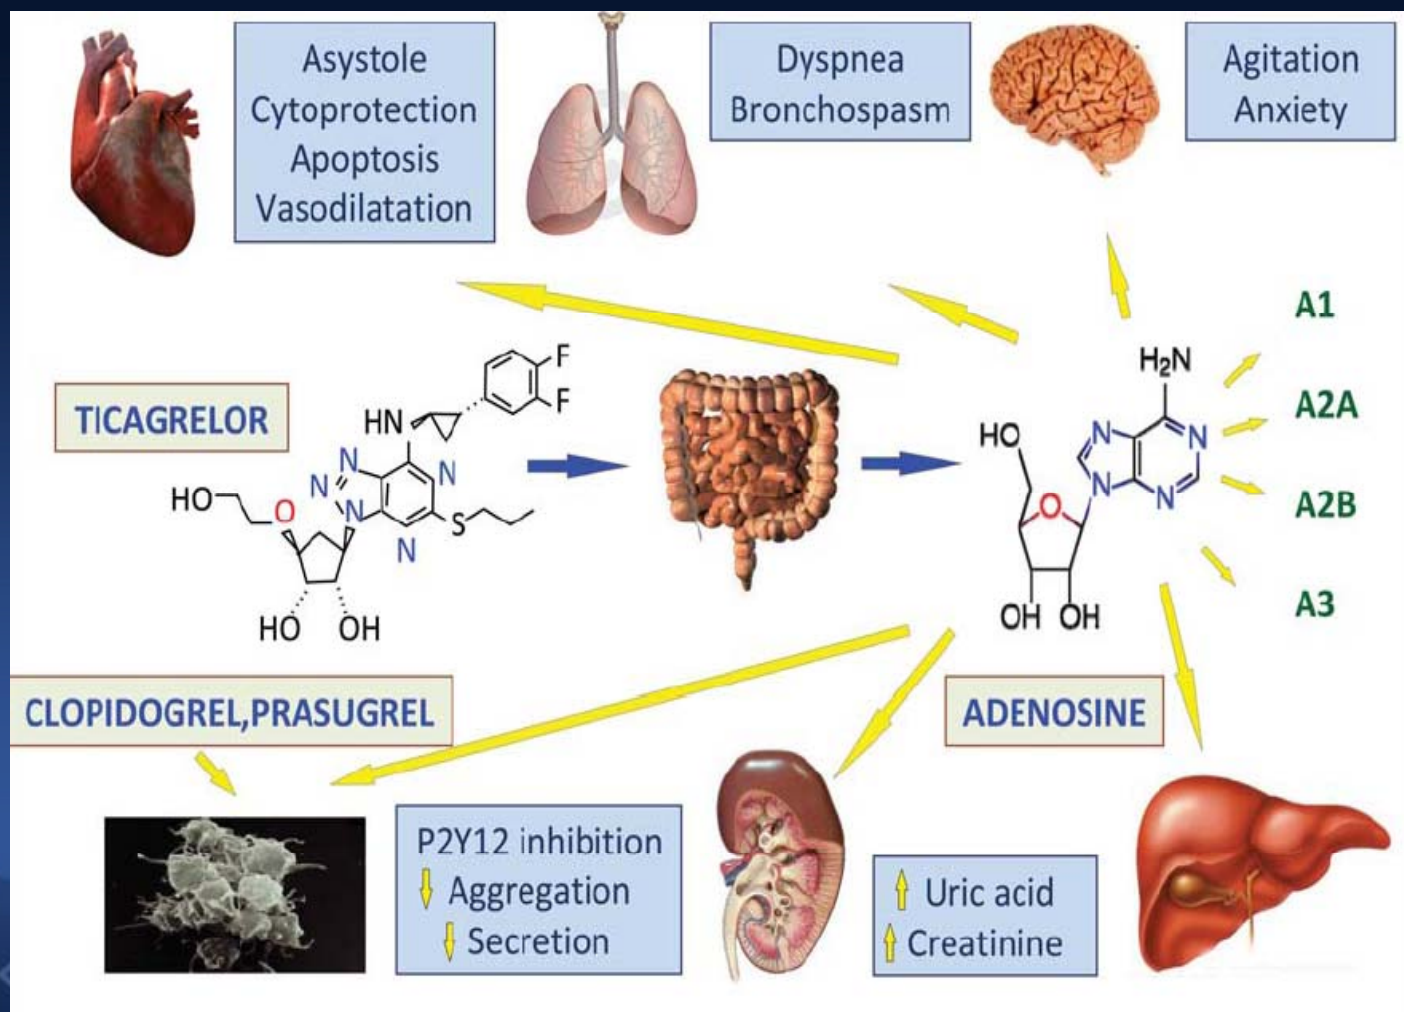 Asystole
Cytoprotection
Apoptosis
Vasodilatation
Dyspnea
Bronchospasm
Agitation
Anxiety
TICAGRELOR
F
F
HN
N
N
N
N
N
HO
O
S
HO
OH
H₂N
N
N
N
N
HO
O
OH
OH
A1
A2A
A2B
A3
CLOPIDOGREL,PRASUGREL
ADENOSINE
P2Y12 inhibition
Aggregation
Secretion
Uric acid
Creatinine